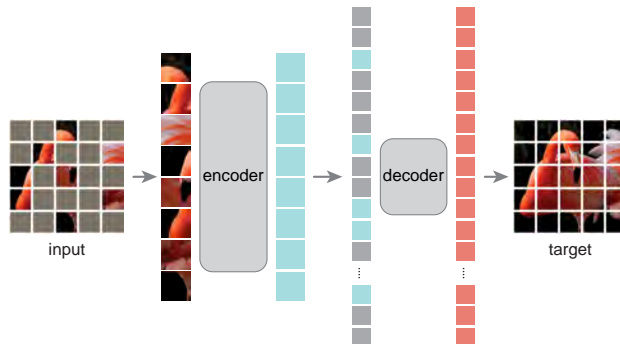 input
encoder
decoder
target